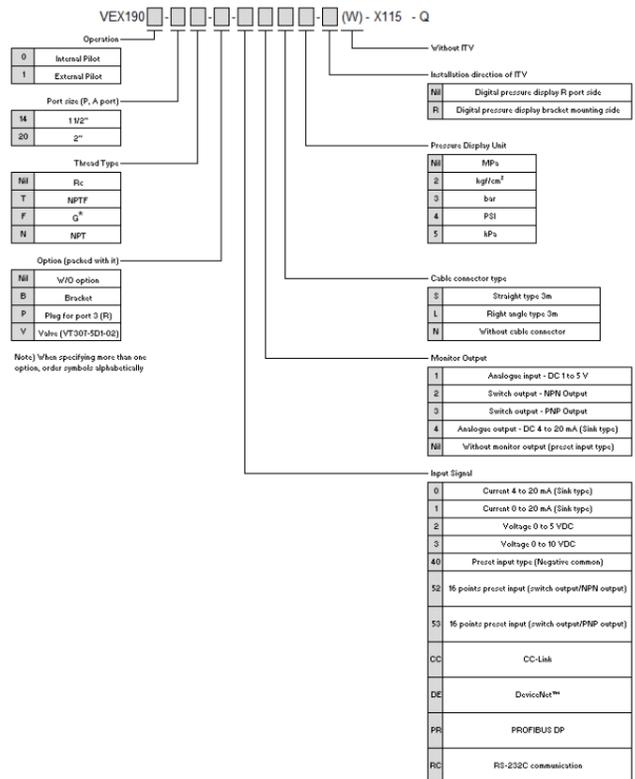 VEX190 - - - - (W) - X115 - Q
Operation
0 Internal Pilot
1 External Pilot
Port size (P, A port)
14 1 1/2"
20 2"
Thread Type
Nil Rc
T NPTF
F G*
N NPT
Option (packed with it)
Nil W/O option
B Bracket
P Plug for port 3 (R)
V Valve (VT307-5D1-02)
Note) When specifying more than one
option, order symbols alphabetically
Without ITV
Installation direction of ITV
Nil Digital pressure display R port side
R Digital pressure display bracket mounting side
Pressure Display Unit
Nil MPa
2 kgf/cm²
3 bar
4 PSI
5 kPa
Cable connector type
S Straight type 3m
L Right angle type 3m
N Without cable connector
Monitor Output
1 Analogue input - DC 1 to 5 V
2 Switch output - NPN Output
3 Switch output - PNP Output
4 Analogue output - DC 4 to 20 mA (Sink type)
Nil Without monitor output (preset input type)
Input Signal
0 Current 4 to 20 mA (Sink type)
1 Current 0 to 20 mA (Sink type)
2 Voltage 0 to 5 VDC
3 Voltage 0 to 10 VDC
40 Preset input type (Negative common)
52 16 points preset input (switch output/NPN output)
53 16 points preset input (switch output/PNP output)
CC CC-Link
DE DeviceNet™
PR PROFIBUS DP
RC RS-232C communication